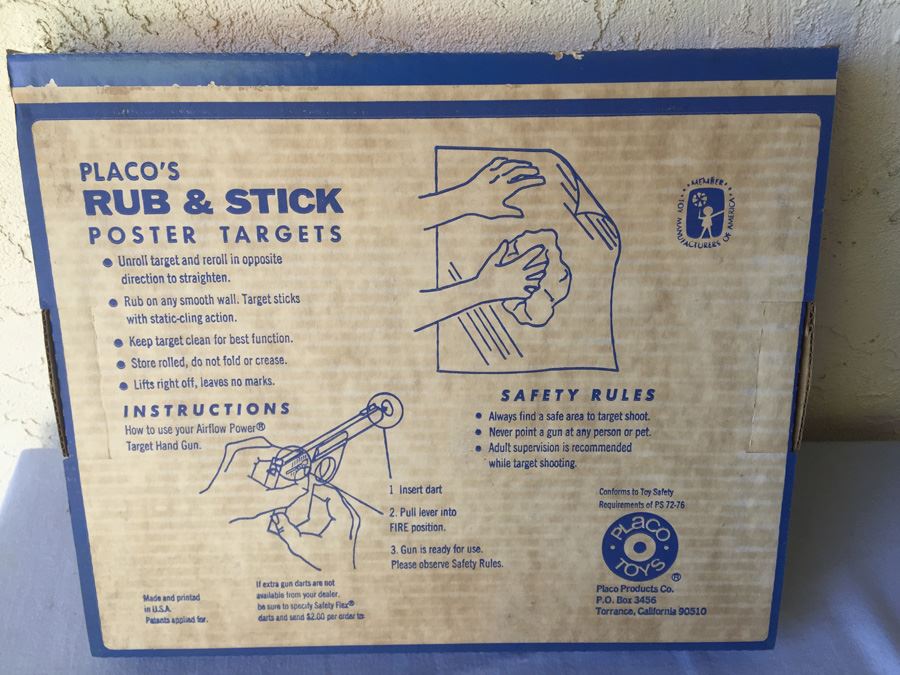 PLACO'S
RUB & STICK
POSTER TARGETS
Unroll target and reroll in opposite
direction to straighten.
Rub on any smooth wall. Target sticks
with static-cling action.
Keep target clean for best function.
Store rolled, do not fold or crease.
Lifts right off, leaves no marks.
MEMBER
TOY MANUFACTURERS OF AMERICA
INSTRUCTIONS
How to use your Airflow Power®
Target Hand Gun.
1 Insert dart
2. Pull lever into
FIRE position.
3. Gun is ready for use.
Please observe Safety Rules.
SAFETY RULES
Always find a safe area to target shoot.
Never point a gun at any person or pet.
Adult supervision is recommended
while target shooting.
Conforms to Toy Safety
Requirements of PS 72-76
PLACO
TOYS
®
Placo Products Co.
P.O. Box 3456
Torrance, California 90510
Made and printed
in U.S.A.
Patents applied for.
If extra gun darts are not
available from your dealer,
be sure to specify Safety Flex®
darts and send $2.00 per order to: